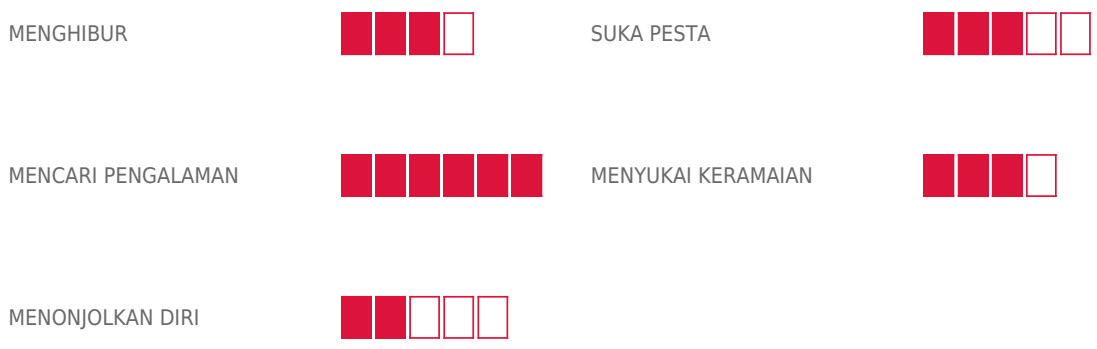 MENGHIBUR
SUKA PESTA
MENCARI PENGALAMAN
MENYUKAI KERAMAIAN
MENONJOLKAN DIRI